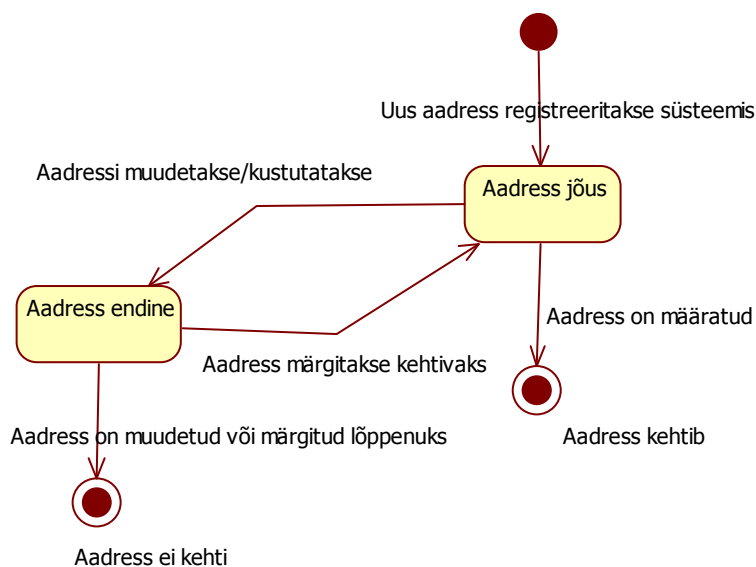 Uus aadress registreeritakse süsteemis
Aadressi muudetakse/kustutatakse
Aadress jõus
Aadress endine
Aadress on määratud
Aadress märgitakse kehtivaks
Aadress on muudetud või märgitud lõppenuks
Aadress kehtib
Aadress ei kehti